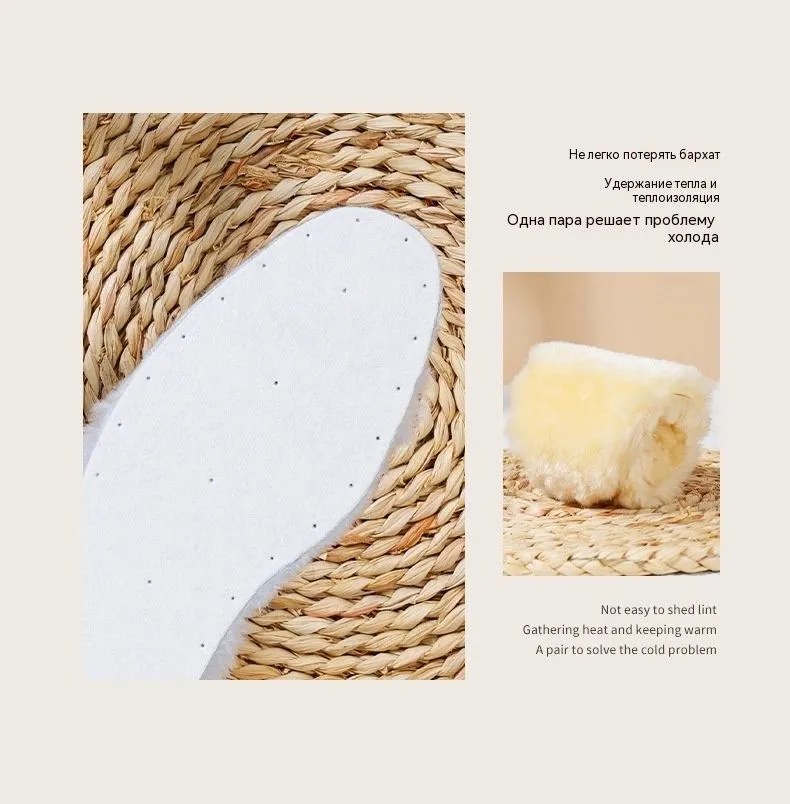 Не легко потерять бархат
Удержание тепла и
теплоизоляция
Одна пара решает проблему
холода
Not easy to shed lint
Gathering heat and keeping warm
A pair to solve the cold problem